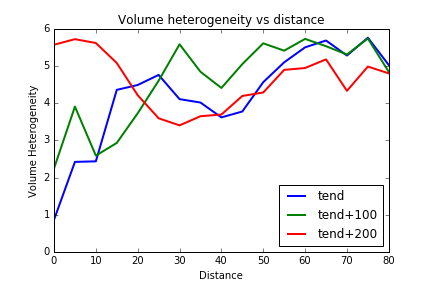 Volume heterogeneity vs distance
Volume Heterogeneity
6
5
4
3
2
1
0
tend
tend+100
tend+200
0 10 20 30 40 50 60 70 80
Distance